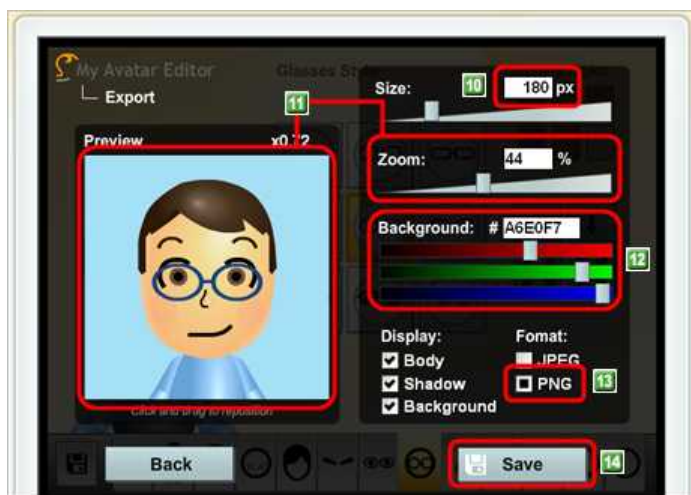 My Avatar Editor
Export
Glasses
Preview x0.72
Click and drag to reposition
11
Size: 10 180 px
Zoom: 44 %
Background: # A6E0F7
12
Display: Fomat:
Body JPEG
Shadow PNG 13
Background
Back Save 14